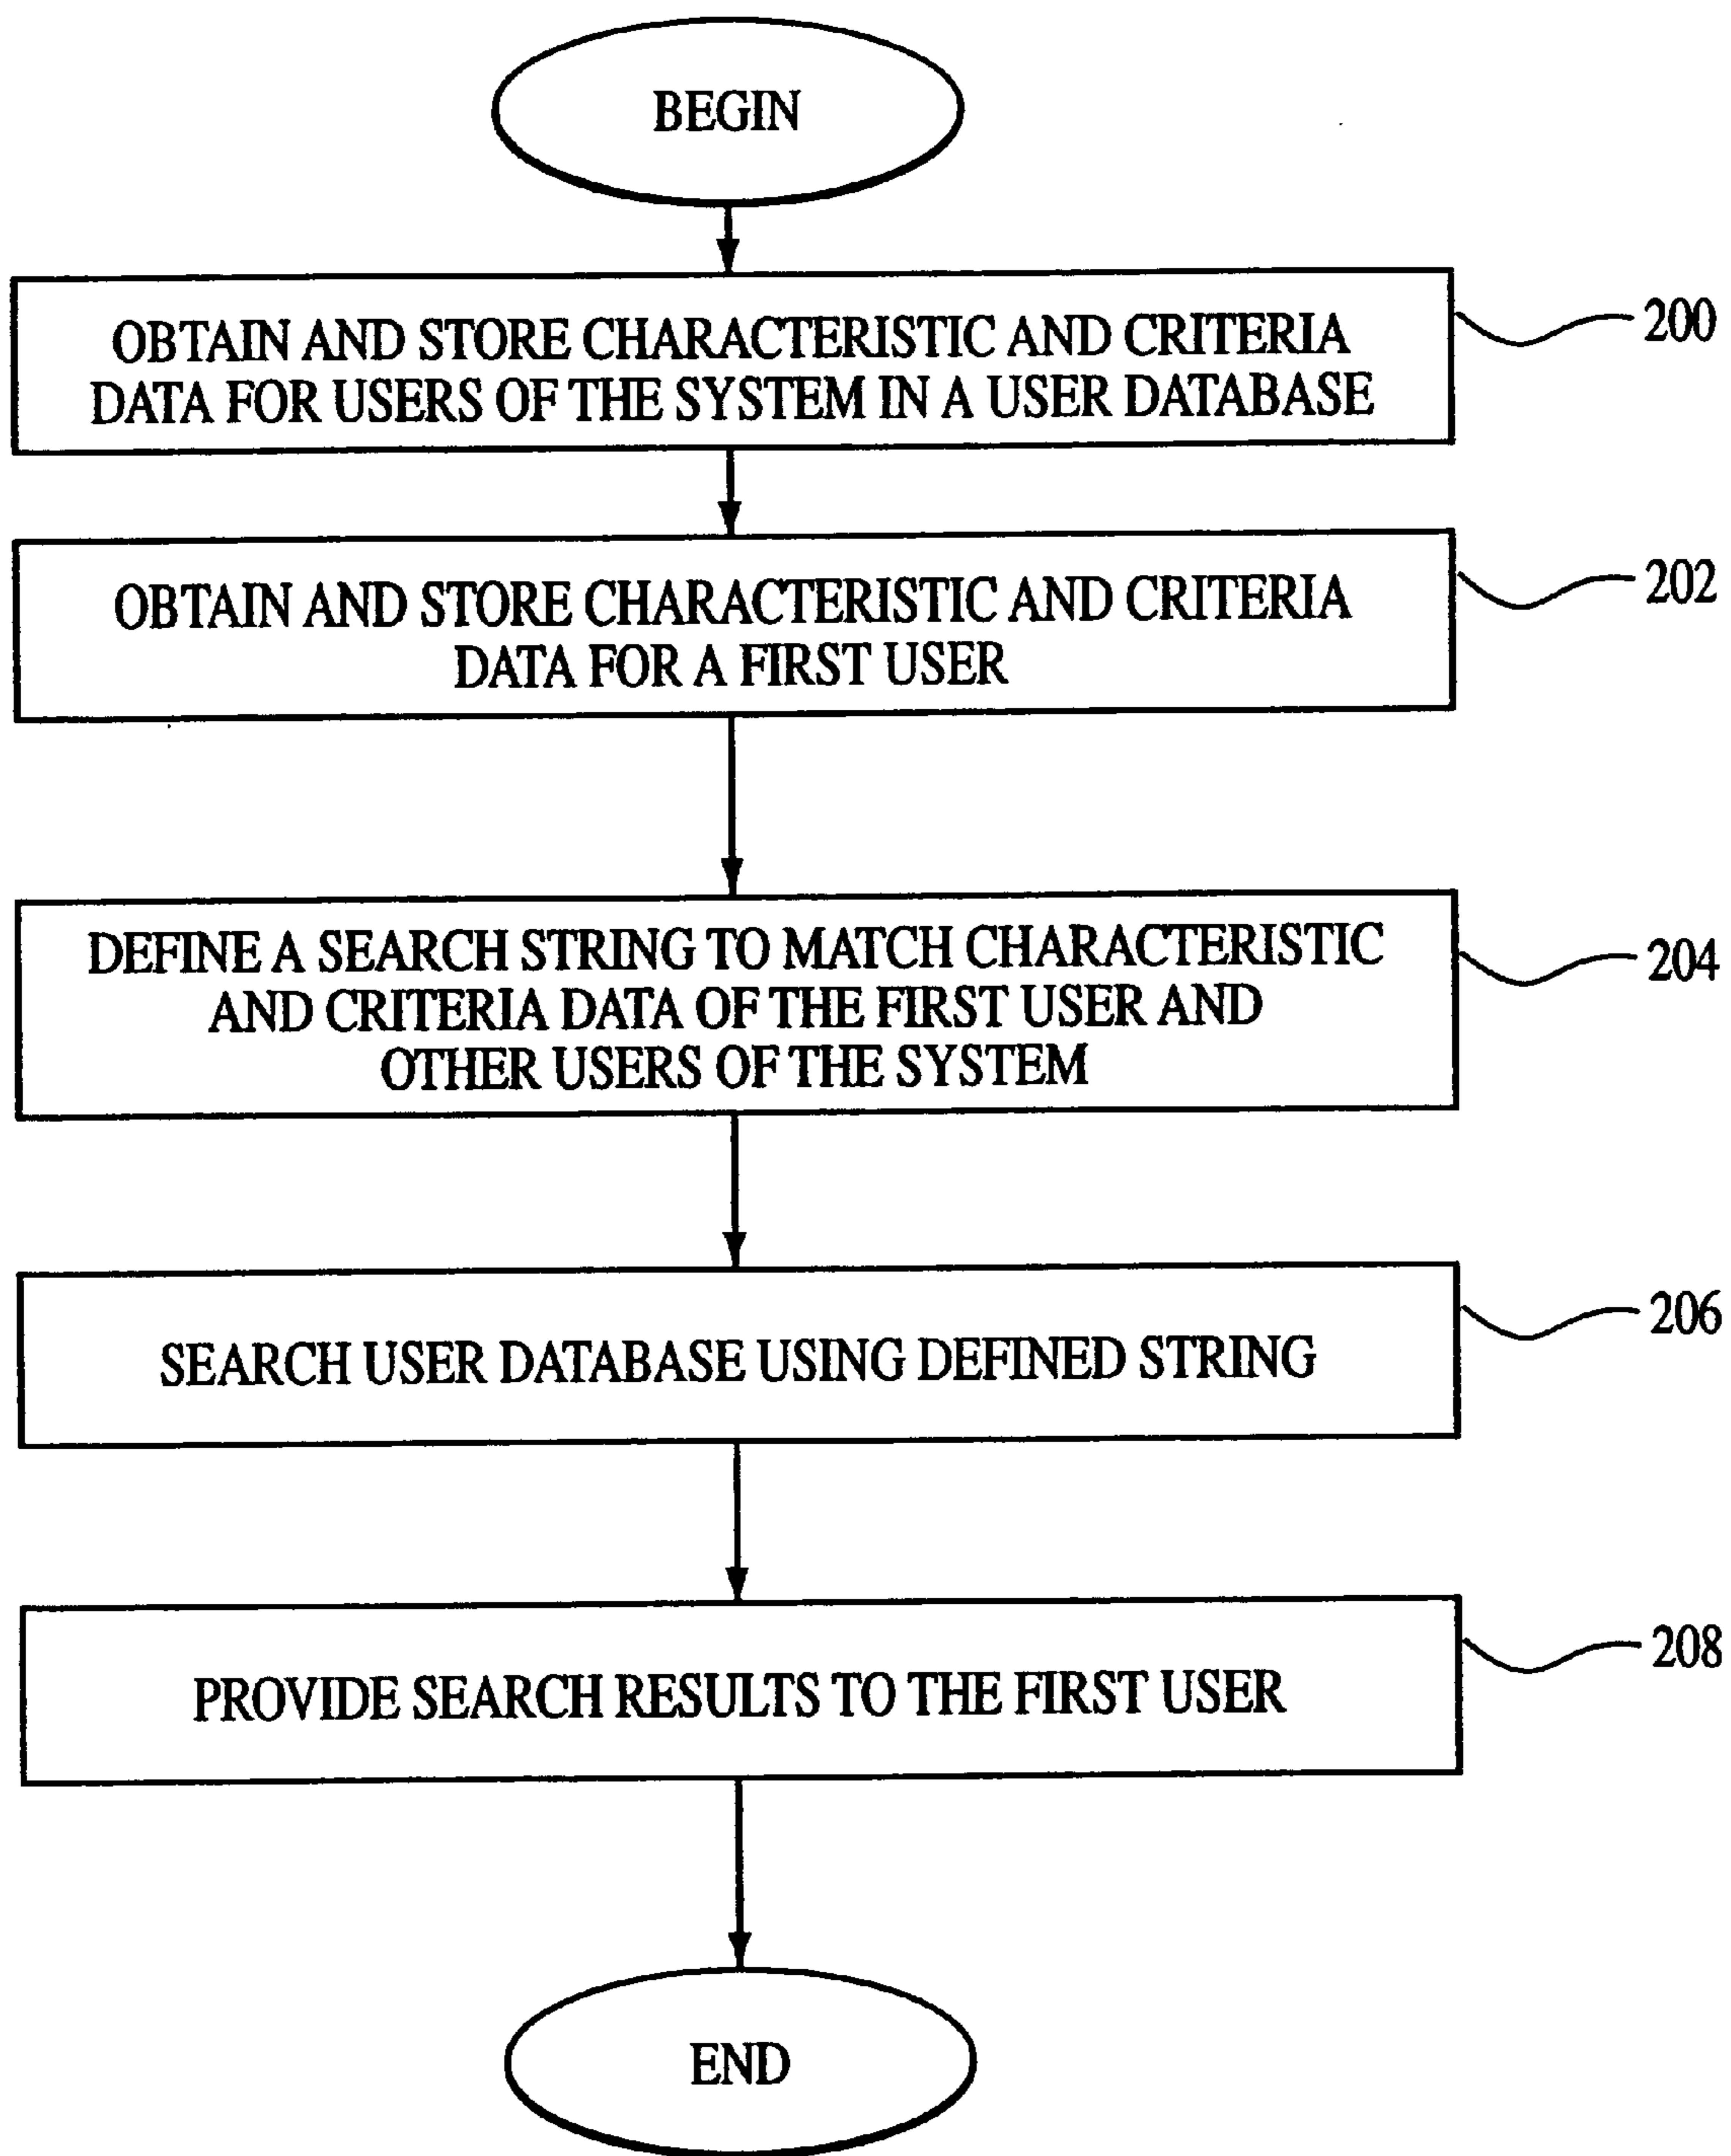 BEGIN
OBTAIN AND STORE CHARACTERISTIC AND CRITERIA
DATA FOR USERS OF THE SYSTEM IN A USER DATABASE
200
OBTAIN AND STORE CHARACTERISTIC AND CRITERIA
DATA FOR A FIRST USER
202
DEFINE A SEARCH STRING TO MATCH CHARACTERISTIC
AND CRITERIA DATA OF THE FIRST USER AND
OTHER USERS OF THE SYSTEM
204
SEARCH USER DATABASE USING DEFINED STRING
206
PROVIDE SEARCH RESULTS TO THE FIRST USER
208
END